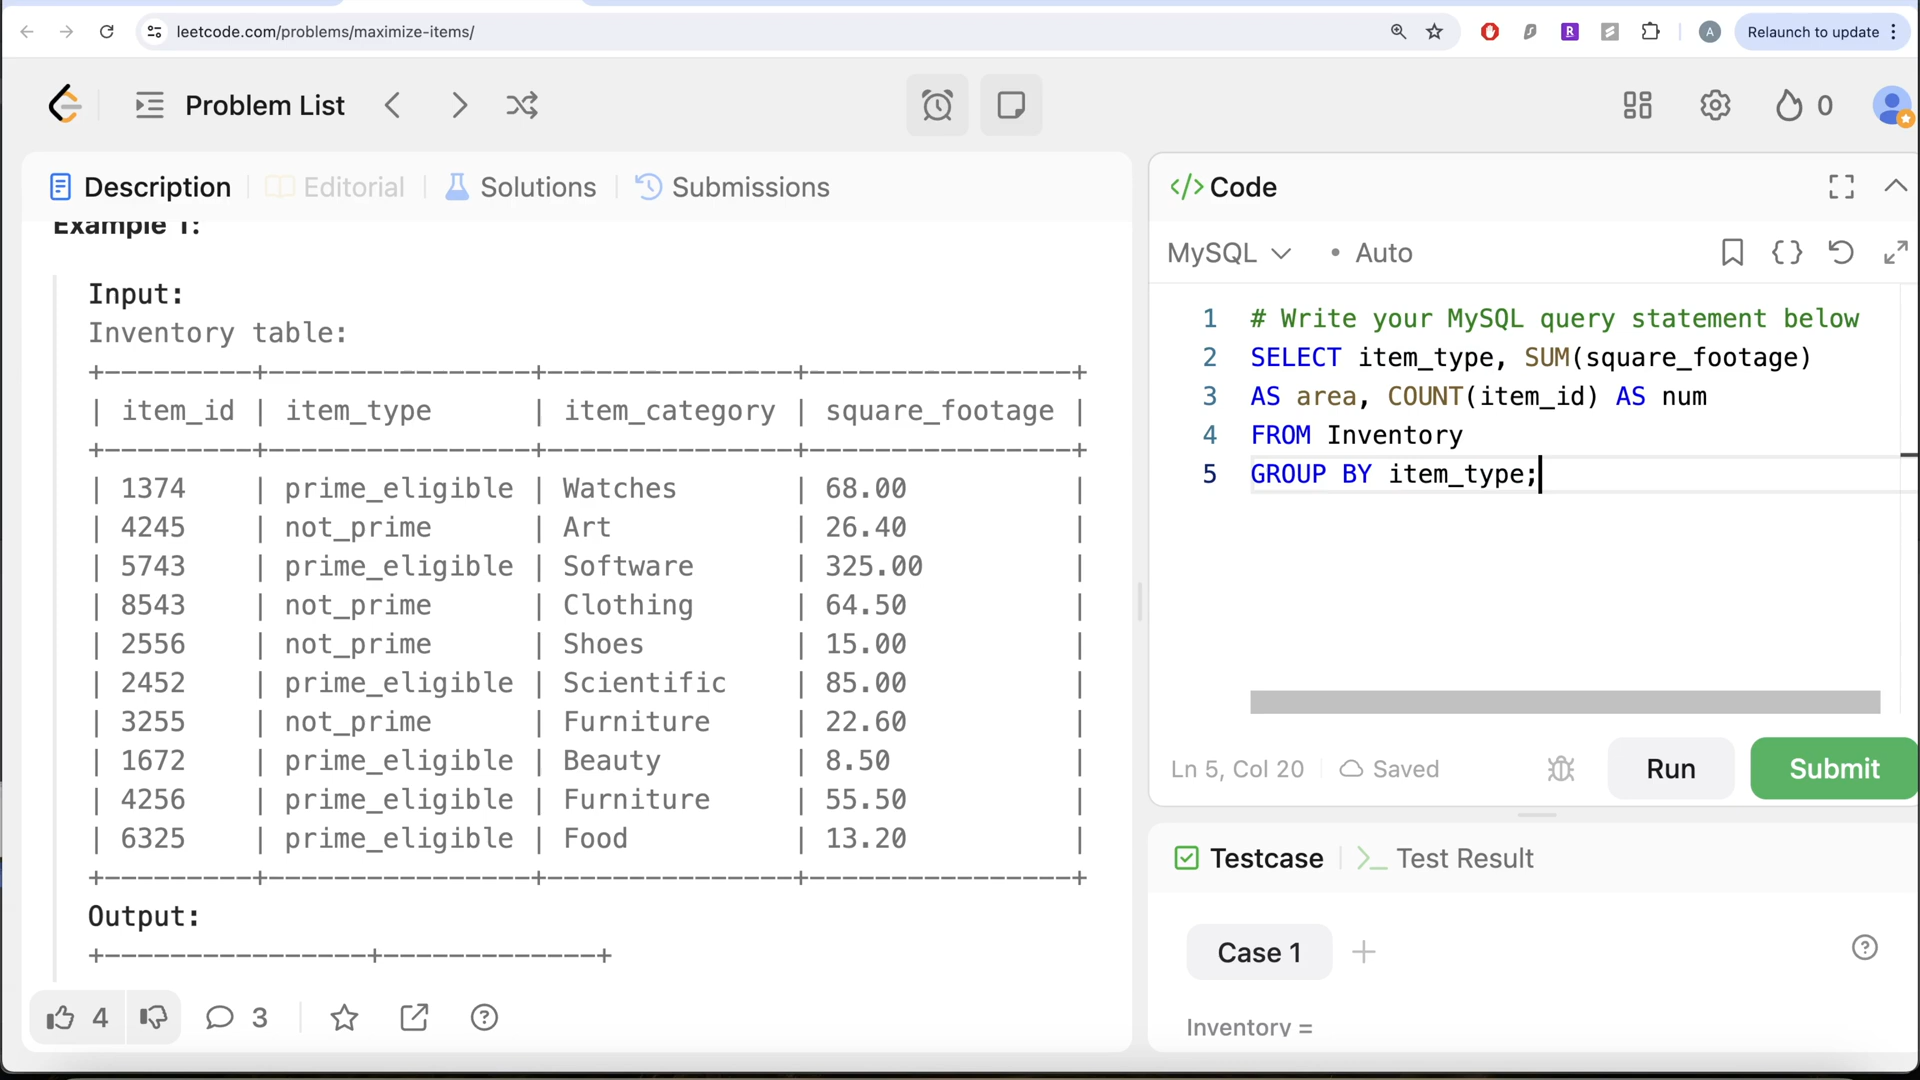 leetcode.com/problems/maximize-items/
A
Relaunch to update
Problem List
0
Description
Editorial
Solutions
Submissions
Example 1:
Input:
Inventory table:
+---------+----------------+---------------+----------------+
| item_id | item_type | item_category | square_footage |
+---------+----------------+---------------+----------------+
| 1374 | prime_eligible | Watches | 68.00 |
| 4245 | not_prime | Art | 26.40 |
| 5743 | prime_eligible | Software | 325.00 |
| 8543 | not_prime | Clothing | 64.50 |
| 2556 | not_prime | Shoes | 15.00 |
| 2452 | prime_eligible | Scientific | 85.00 |
| 3255 | not_prime | Furniture | 22.60 |
| 1672 | prime_eligible | Beauty | 8.50 |
| 4256 | prime_eligible | Furniture | 55.50 |
| 6325 | prime_eligible | Food | 13.20 |
+---------+----------------+---------------+----------------+
Output:
+----------------+-------------+
4
3
</> Code
MySQL
• Auto
1 # Write your MySQL query statement below
2 SELECT item_type, SUM(square_footage)
3 AS area, COUNT(item_id) AS num
4 FROM Inventory
5 GROUP BY item_type;
Ln 5, Col 20
Saved
Run
Submit
Testcase
>_ Test Result
Case 1
+
Inventory =